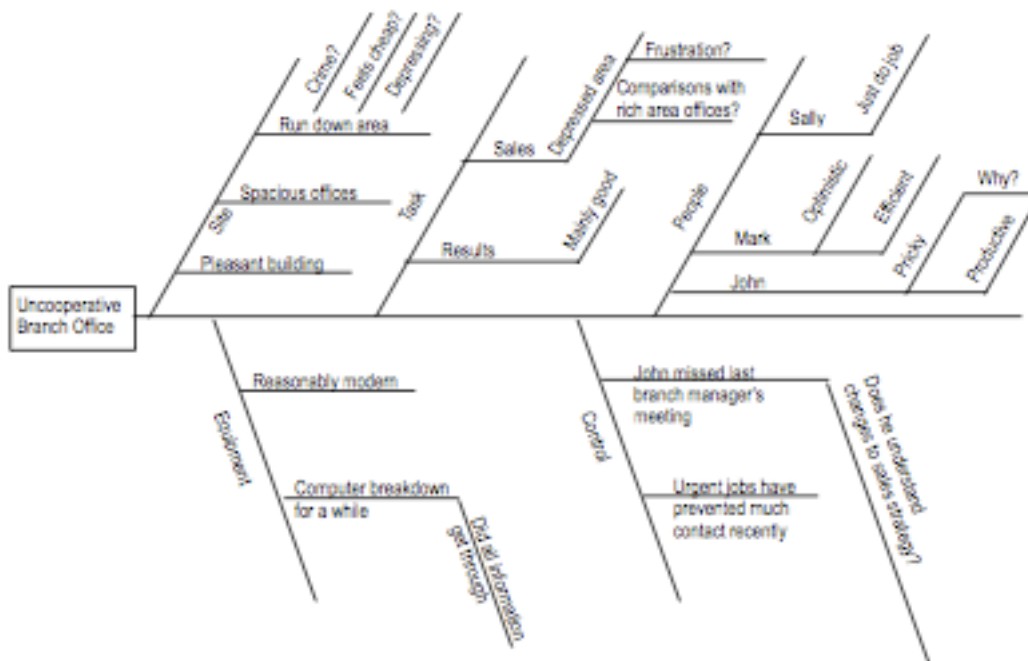 Crime?
Feels cheap?
Depressing?
Run down area
Spacious offices
Site
Pleasant building
Depressed area
Frustration?
Comparisons with
rich area offices?
Sales
Task
Mainly good
Results
Just do job
Sally
People
Optimistic
Efficient
Mark
Why?
Pricky
Productive
John
Uncooperative
Branch Office
Reasonably modern
Equipment
Computer breakdown
for a while
Did all information
get through
John missed last
branch manager's
meeting
Control
Does he understand
changes to sales strategy?
Urgent jobs have
prevented much
contact recently